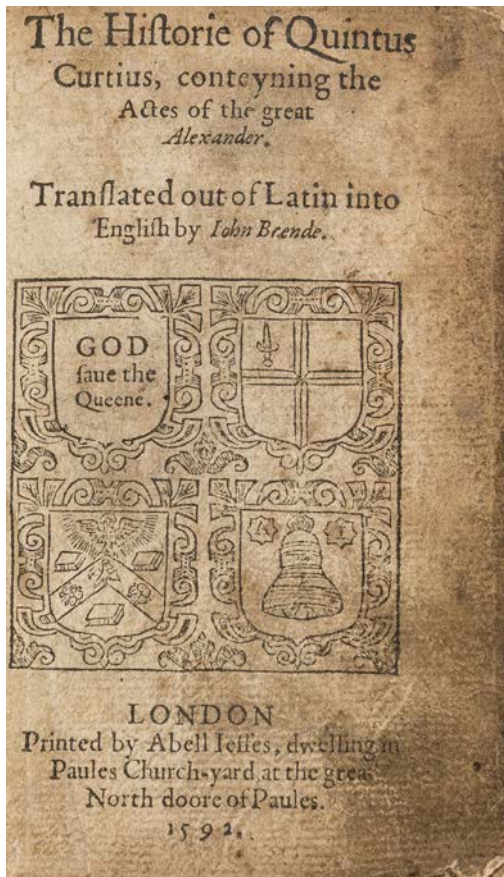 The Hiſtorie of Quintus
Curtius, conteyning the
Actes of the great
Alexander.
Tranſlated out of Latin into
Engliſh by Iohn Brende.
GOD
ſaue the
Queene.
A I
LONDON
Printed by Abell Ieffes, dwelling in
Paules Church-yard, at the great
North doore of Paules.
1592.